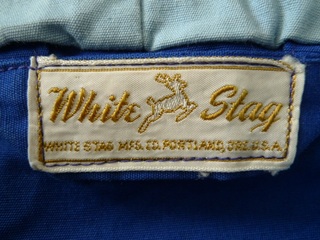 White Stag
WHITE STAG MFG. CO. PORTLAND, ORE. U.S.A.